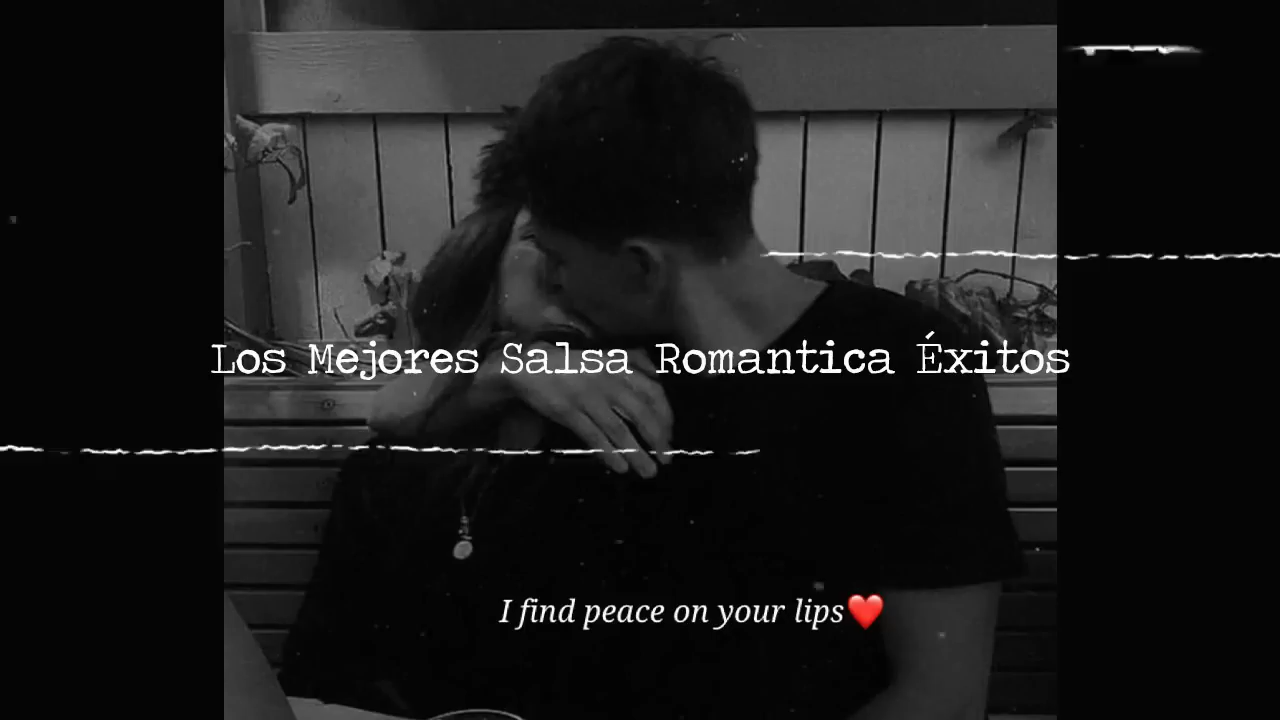 Los Mejores Salsa Romantica Éxitos
I find peace on your lips❤️